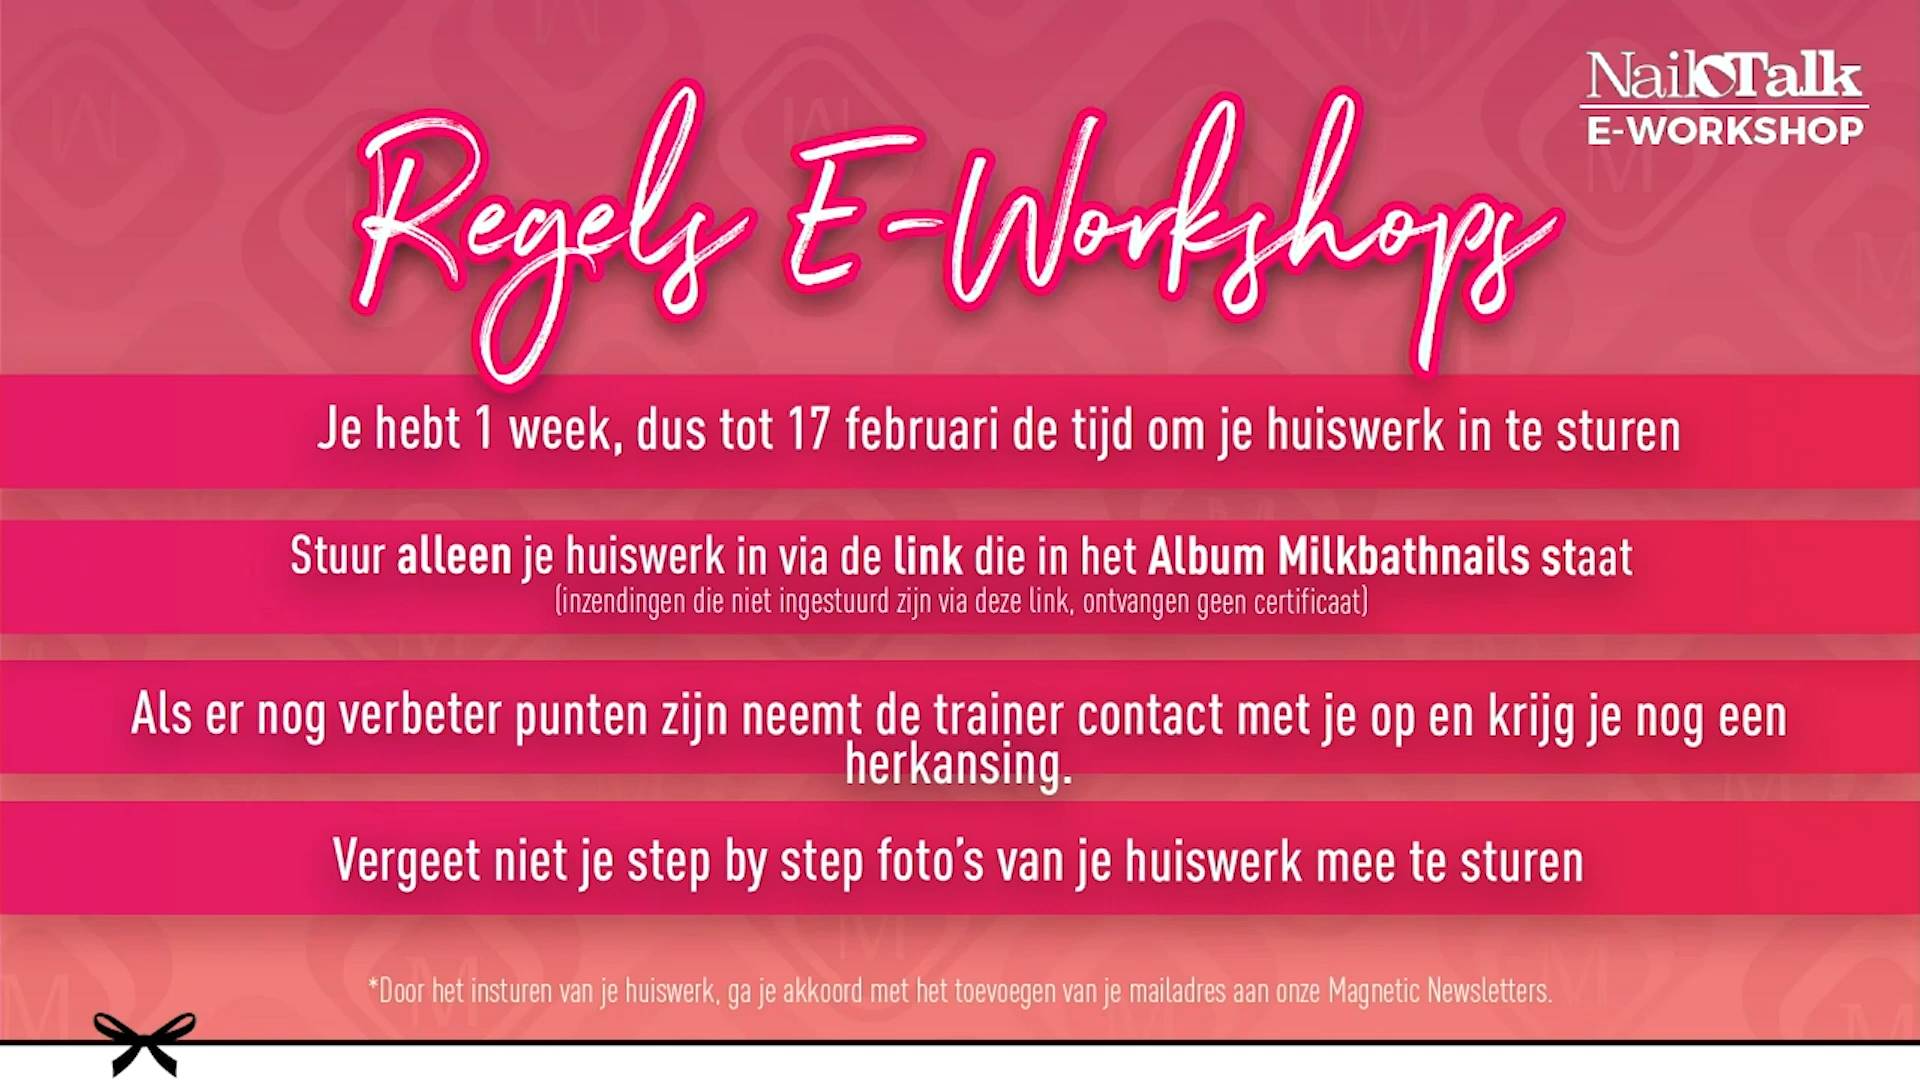 NailTalk
E-WORKSHOP
Regels E-Workshops
Je hebt 1 week, dus tot 17 februari de tijd om je huiswerk in te sturen
Stuur alleen je huiswerk in via de link die in het Album Milkbathnails staat
(inzendingen die niet ingestuurd zijn via deze link, ontvangen geen certificaat)
Als er nog verbeter punten zijn neemt de trainer contact met je op en krijg je nog een
herkansing.
Vergeet niet je step by step foto's van je huiswerk mee te sturen
*Door het insturen van je huiswerk, ga je akkoord met het toevoegen van je mailadres aan onze Magnetic Newsletters.